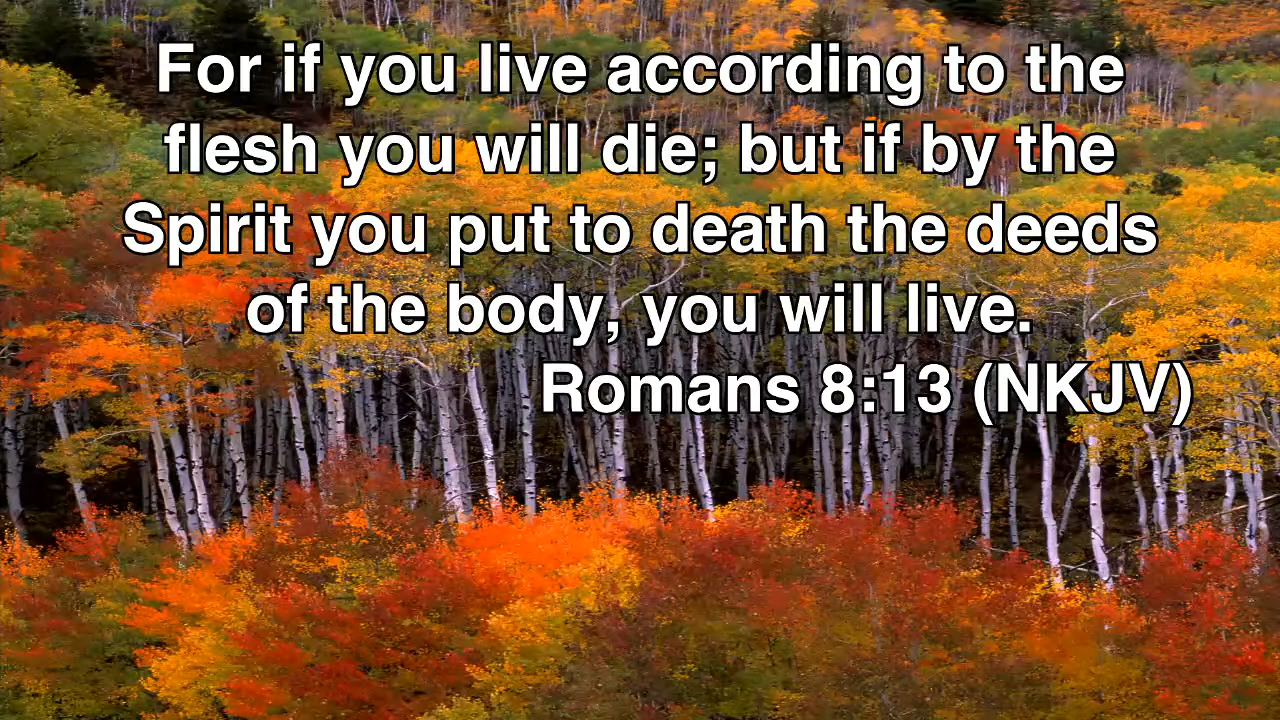 For if you live according to the
flesh you will die; but if by the
Spirit you put to death the deeds
of the body, you will live.
Romans 8:13 (NKJV)